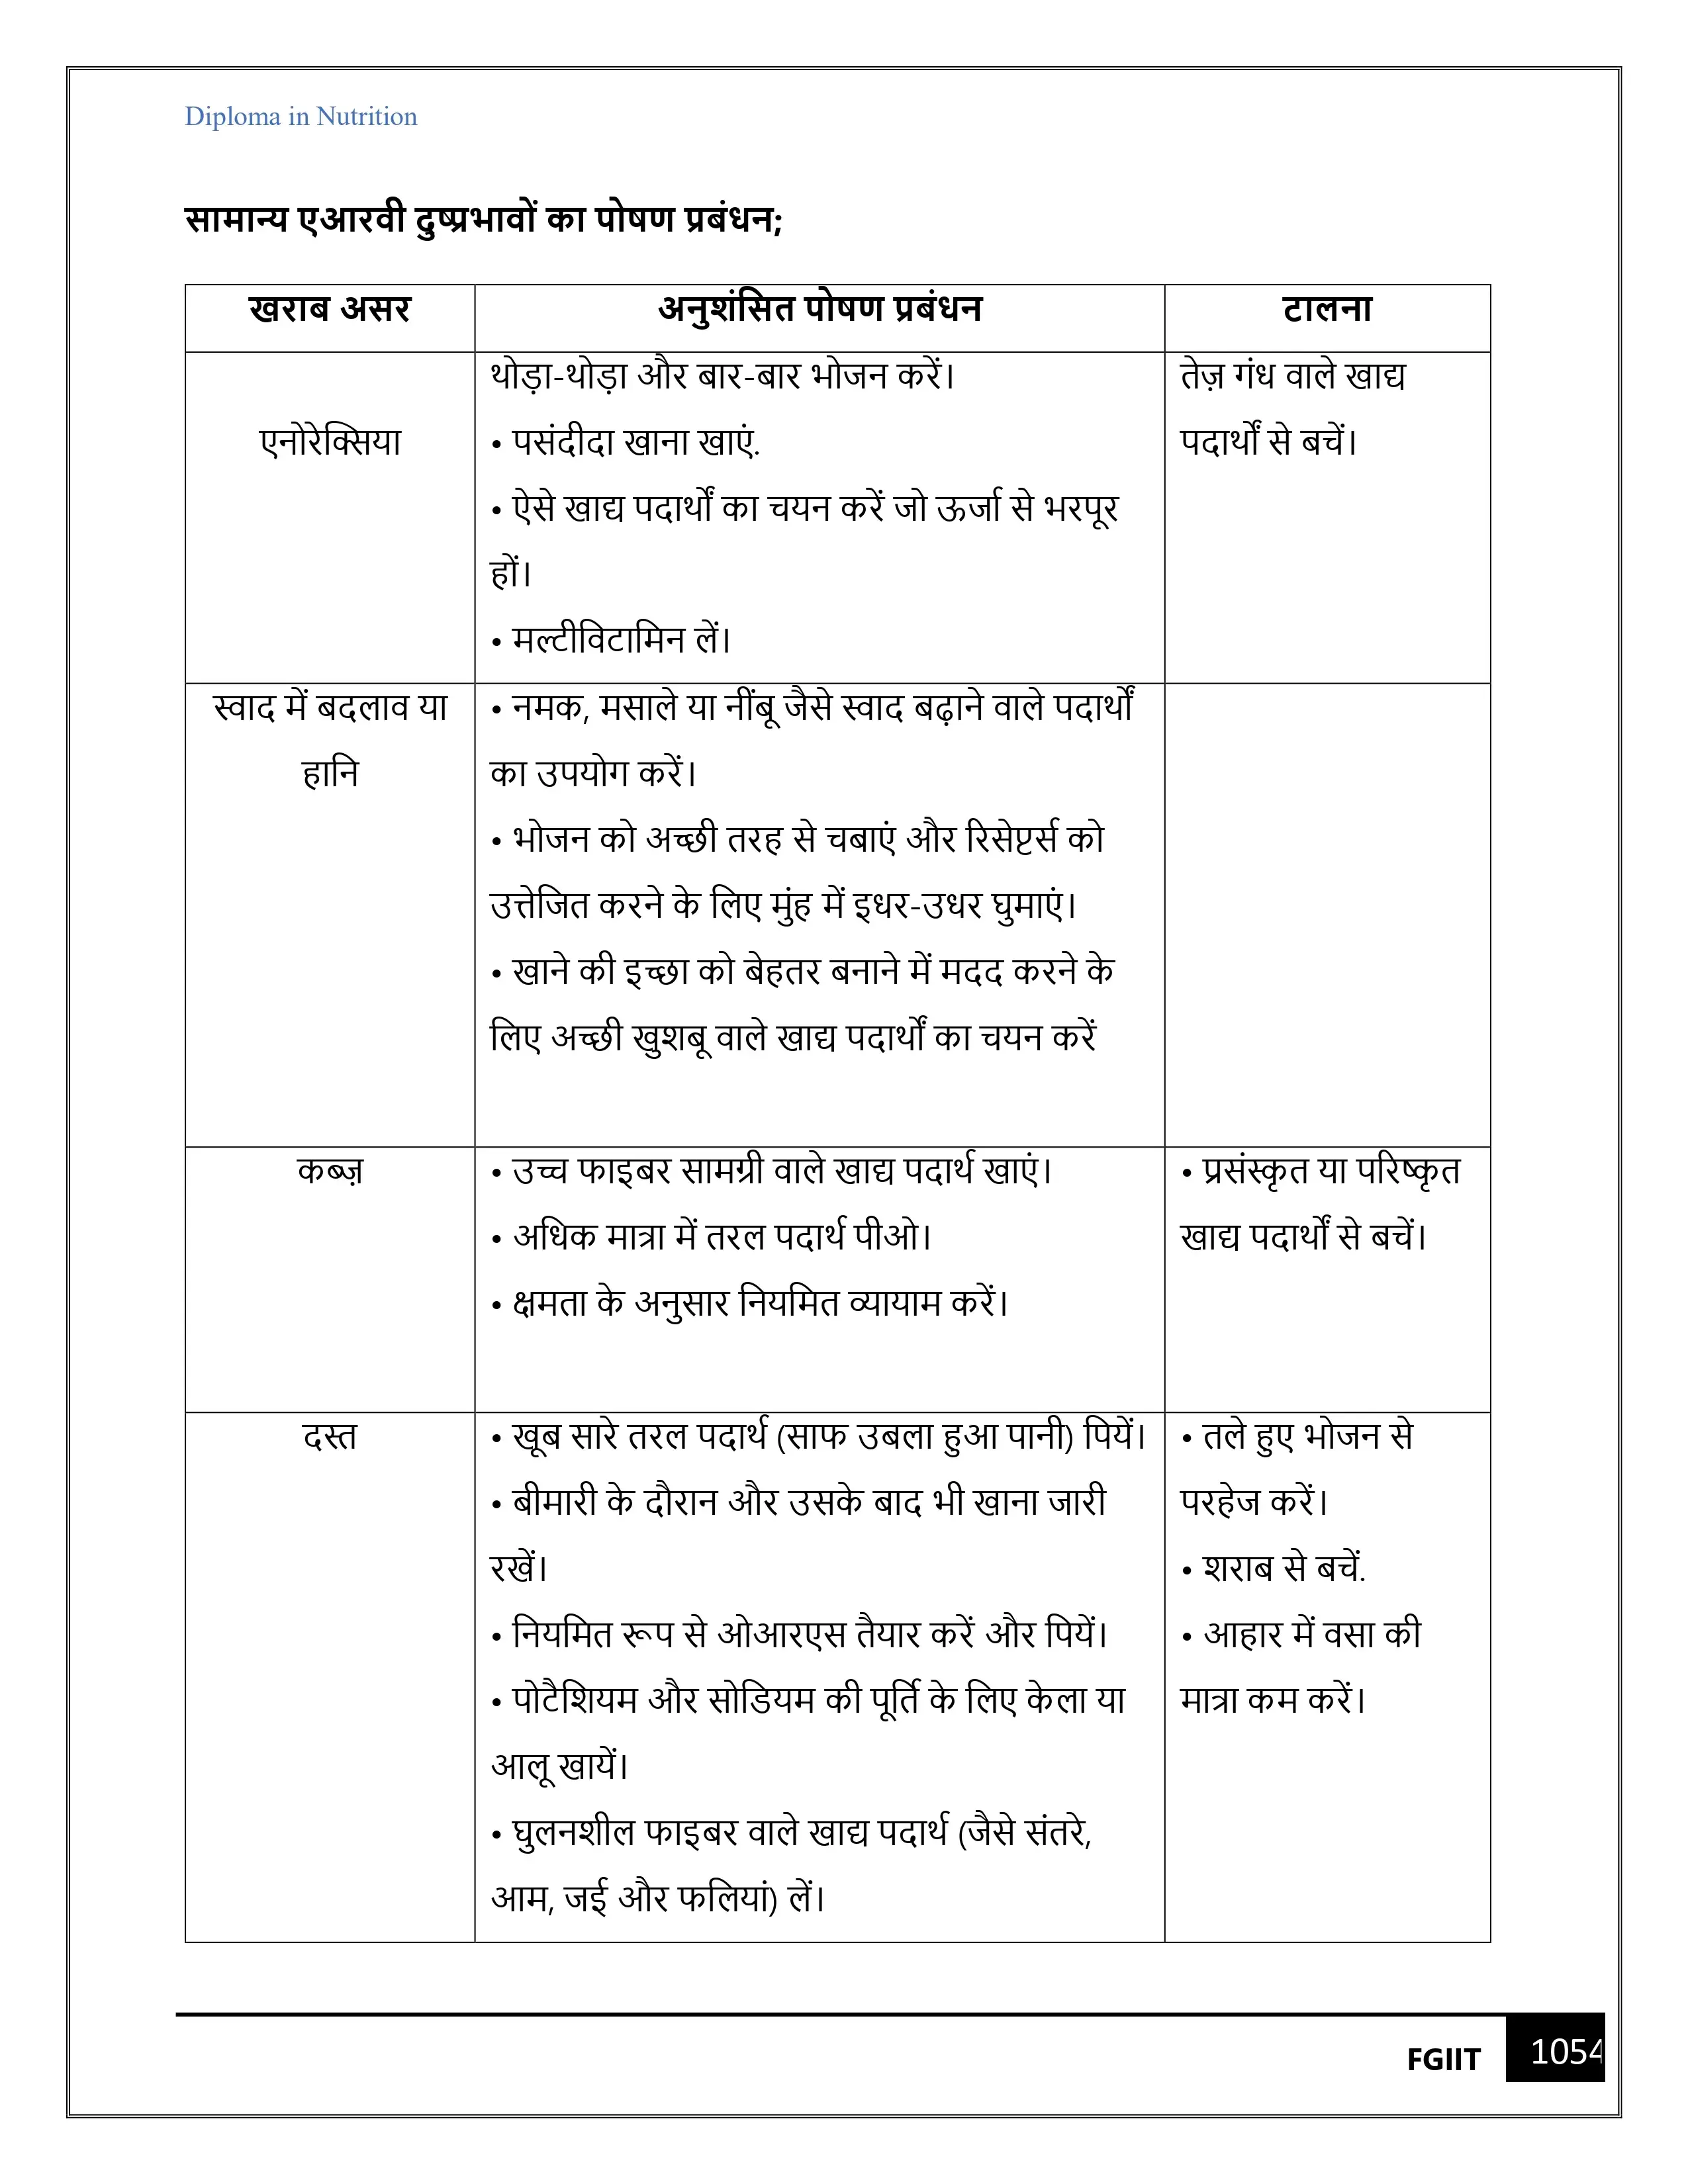 Diploma in Nutrition
सामान्य एआरवी दुष्प्रभावों का पोषण प्रबंधन;
खराब असर
अनुशंसित पोषण प्रबंधन
टालना
एनोरेक्सिया
थोड़ा-थोड़ा और बार-बार भोजन करें।
• पसंदीदा खाना खाएं.
• ऐसे खाद्य पदार्थों का चयन करें जो ऊर्जा से भरपूर
हों।
• मल्टीविटामिन लें।
तेज़ गंध वाले खाद्य
पदार्थों से बचें।
स्वाद में बदलाव या
हानि
• नमक, मसाले या नींबू जैसे स्वाद बढ़ाने वाले पदार्थों
का उपयोग करें।
• भोजन को अच्छी तरह से चबाएं और रिसेप्टर्स को
उत्तेजित करने के लिए मुंह में इधर-उधर घुमाएं।
• खाने की इच्छा को बेहतर बनाने में मदद करने के
लिए अच्छी खुशबू वाले खाद्य पदार्थों का चयन करें
कब्ज़
• उच्च फाइबर सामग्री वाले खाद्य पदार्थ खाएं।
• अधिक मात्रा में तरल पदार्थ पीओ।
• क्षमता के अनुसार नियमित व्यायाम करें।
• प्रसंस्कृत या परिष्कृत
खाद्य पदार्थों से बचें।
दस्त
• खूब सारे तरल पदार्थ (साफ उबला हुआ पानी) पियें।
• बीमारी के दौरान और उसके बाद भी खाना जारी
रखें।
• नियमित रूप से ओआरएस तैयार करें और पियें।
• पोटैशियम और सोडियम की पूर्ति के लिए केला या
आलू खायें।
• घुलनशील फाइबर वाले खाद्य पदार्थ (जैसे संतरे,
आम, जई और फलियां) लें।
• तले हुए भोजन से
परहेज करें।
• शराब से बचें.
• आहार में वसा की
मात्रा कम करें।
FGIIT
1054